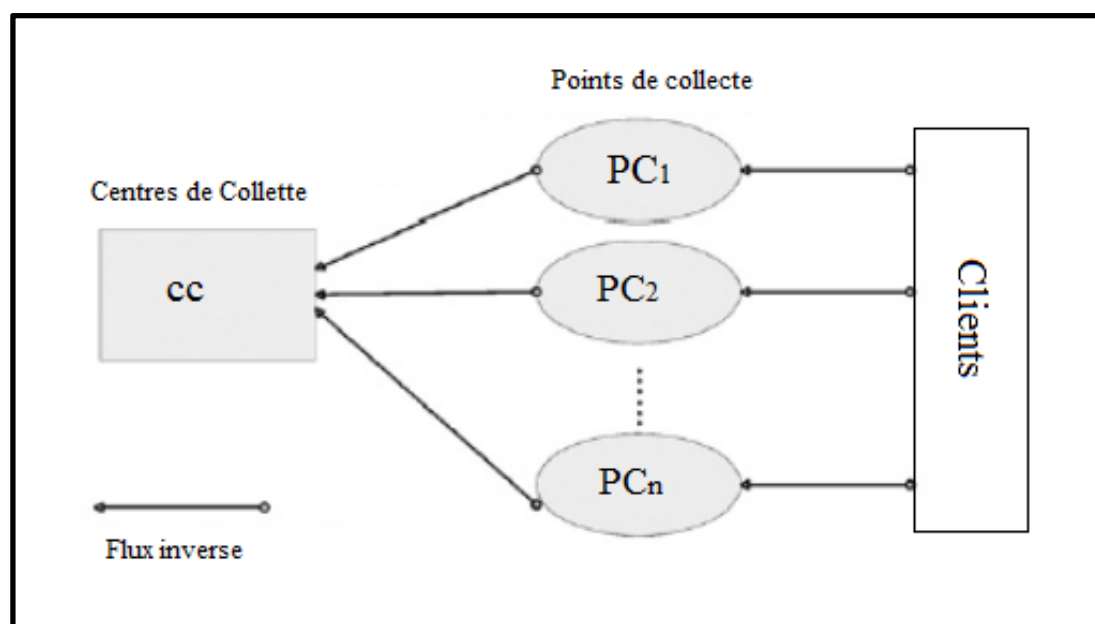 Points de collecte
PC1
Centres de Collette
cc
PC2
Clients
PCn
Flux inverse